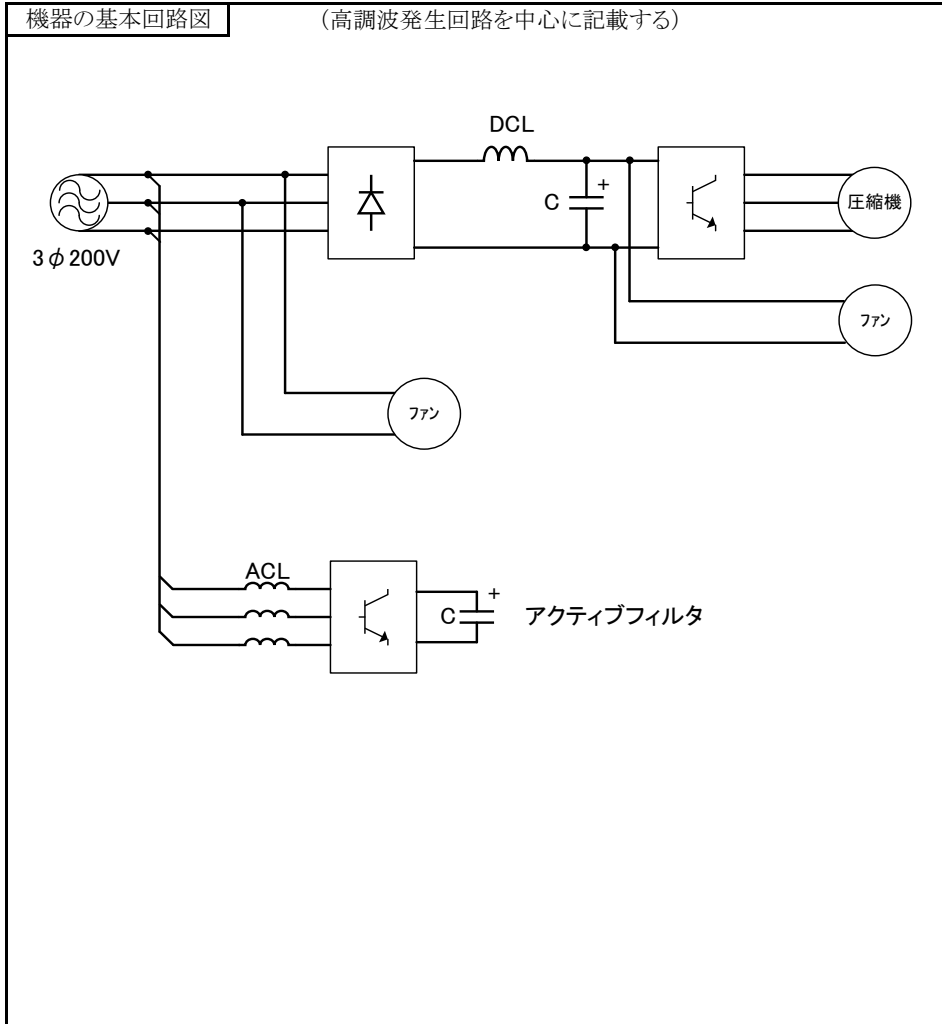 機器の基本回路図
(高調波発生回路を中心に記載する)
DCL
C
+
圧縮機
3φ200V
ファン
ファン
ACL
C
+
アクティブフィルタ